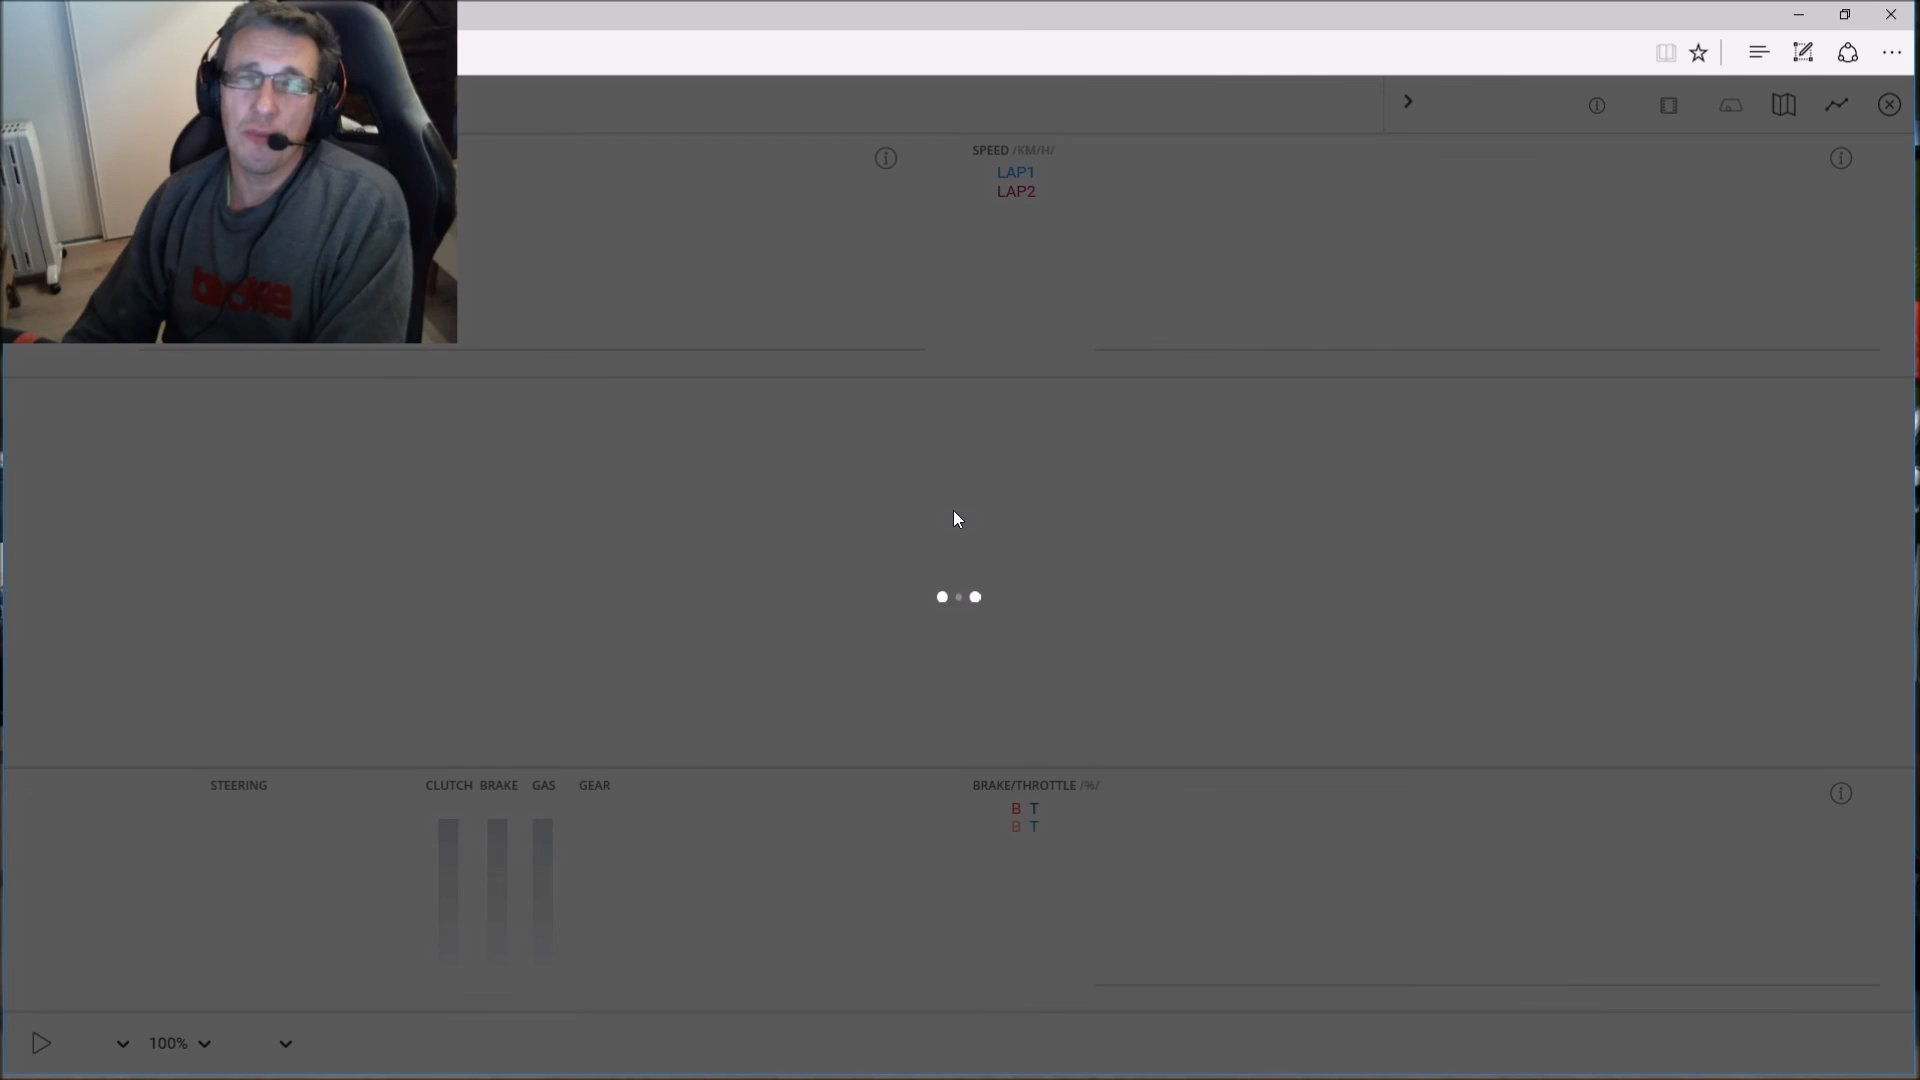 SPEED /KM/H/
LAP1
LAP2
STEERING
CLUTCH BRAKE GAS GEAR
BRAKE/THROTTLE /%/
B T
B T
100%